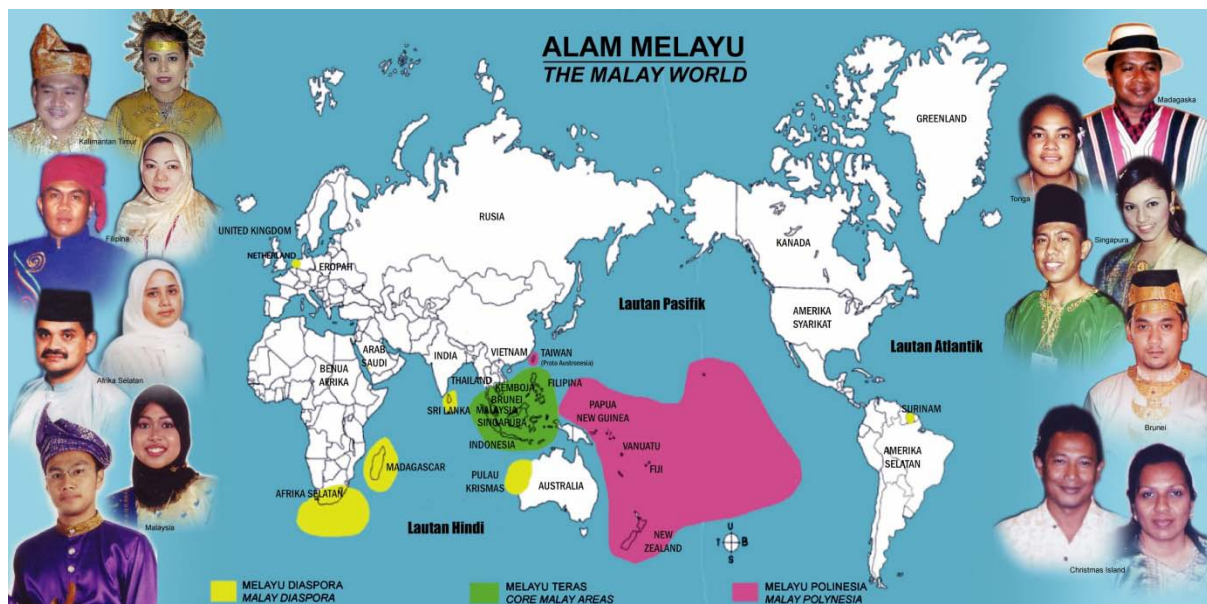 ALAM MELAYU
THE MALAY WORLD
Kalimantan Timur
Filipina
Afrika Selatan
Malaysia
UNITED KINGDOM
NETHERLAND
EROPAH
RUSIA
BENUA
AFRIKA
ARAB
SAUDI
INDIA
VIETNAM
THAILAND
SRI LANKA
KEMBOJA
BRUNEI
MALAYSIA
SINGAPURA
INDONESIA
FILIPINA
TAIWAN
(Proto Austronesia)
Lautan Pasifik
PAPUA
NEW GUINEA
VANUATU
FIJI
NEW
ZEALAND
AUSTRALIA
PULAU
KRISMAS
MADAGASCAR
AFRIKA SELATAN
Lautan Hindi
GREENLAND
KANADA
AMERIKA
SYARIKAT
Lautan Atlantik
SURINAM
AMERIKA
SELATAN
U
T
B
S
Madagaska
Tonga
Singapura
Brunei
Christmas Island
MELAYU DIASPORA
MALAY DIASPORA
MELAYU TERAS
CORE MALAY AREAS
MELAYU POLINESIA
MALAY POLYNESIA